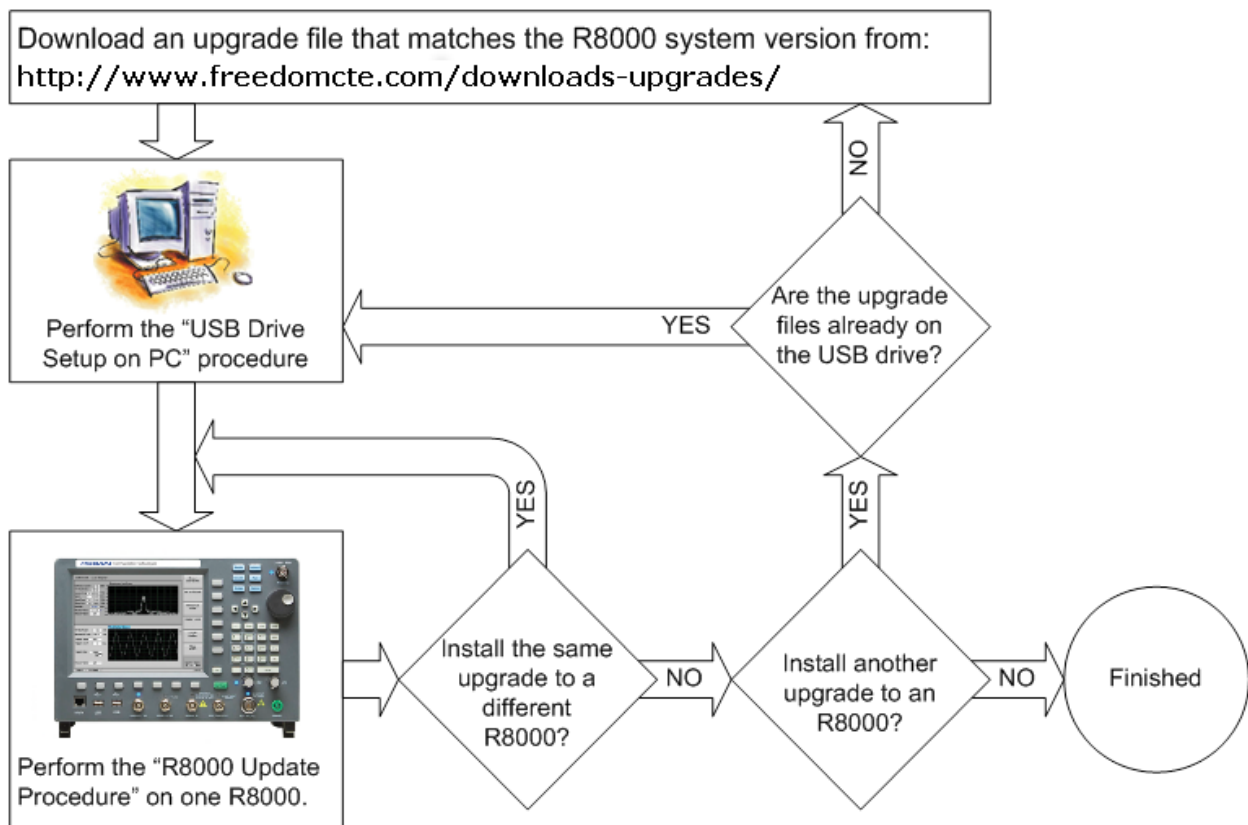 Download an upgrade file that matches the R8000 system version from:
http://www.freedomcte.com/downloads-upgrades/
NO
Perform the “USB Drive
Setup on PC” procedure
YES
Are the upgrade
files already on
the USB drive?
YES
YES
Perform the “R8000 Update
Procedure” on one R8000.
Install the same
upgrade to a
different
R8000?
NO
Install another
upgrade to an
R8000?
NO
Finished